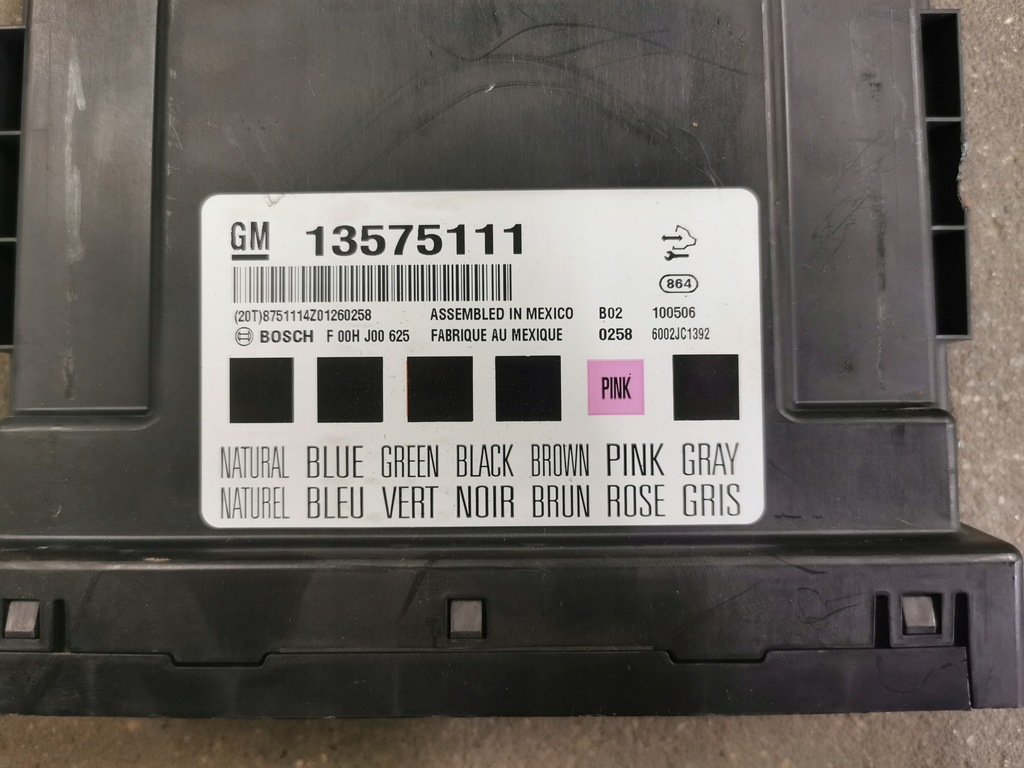 GM 13575111
864
(20T)8751114Z01260258 ASSEMBLED IN MEXICO B02 100506
BOSCH F 00H J00 625 FABRIQUE AU MEXIQUE 0258 6002JC1392
PINK
NATURAL BLUE GREEN BLACK BROWN PINK GRAY
NATUREL BLEU VERT NOIR BRUN ROSE GRIS